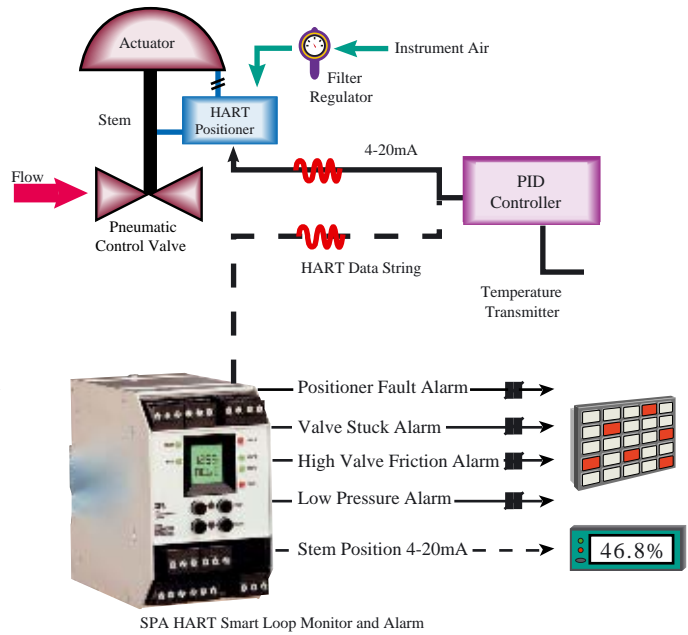 Actuator
Instrument Air
Filter
Regulator
HART
Positioner
Stem
4-20mA
Flow
PID
Controller
Pneumatic
Control Valve
HART Data String
Temperature
Transmitter
Positioner Fault Alarm
Valve Stuck Alarm
High Valve Friction Alarm
Low Pressure Alarm
Stem Position 4-20mA
46.8%
SPA HART Smart Loop Monitor and Alarm